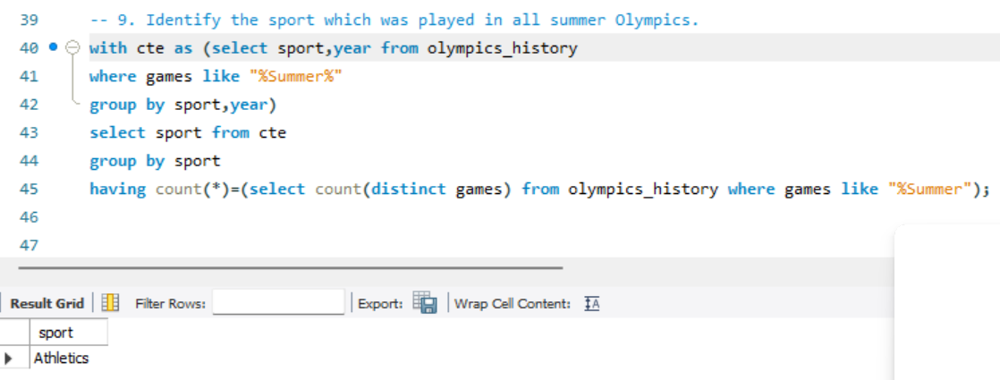 39 -- 9. Identify the sport which was played in all summer Olympics.
40 with cte as (select sport,year from olympics_history
41 where games like "%Summer%"
42 group by sport,year)
43 select sport from cte
44 group by sport
45 having count(*)=(select count(distinct games) from olympics_history where games like "%Summer");
46
47
Result Grid Filter Rows: Export: Wrap Cell Content: IA
sport
Athletics